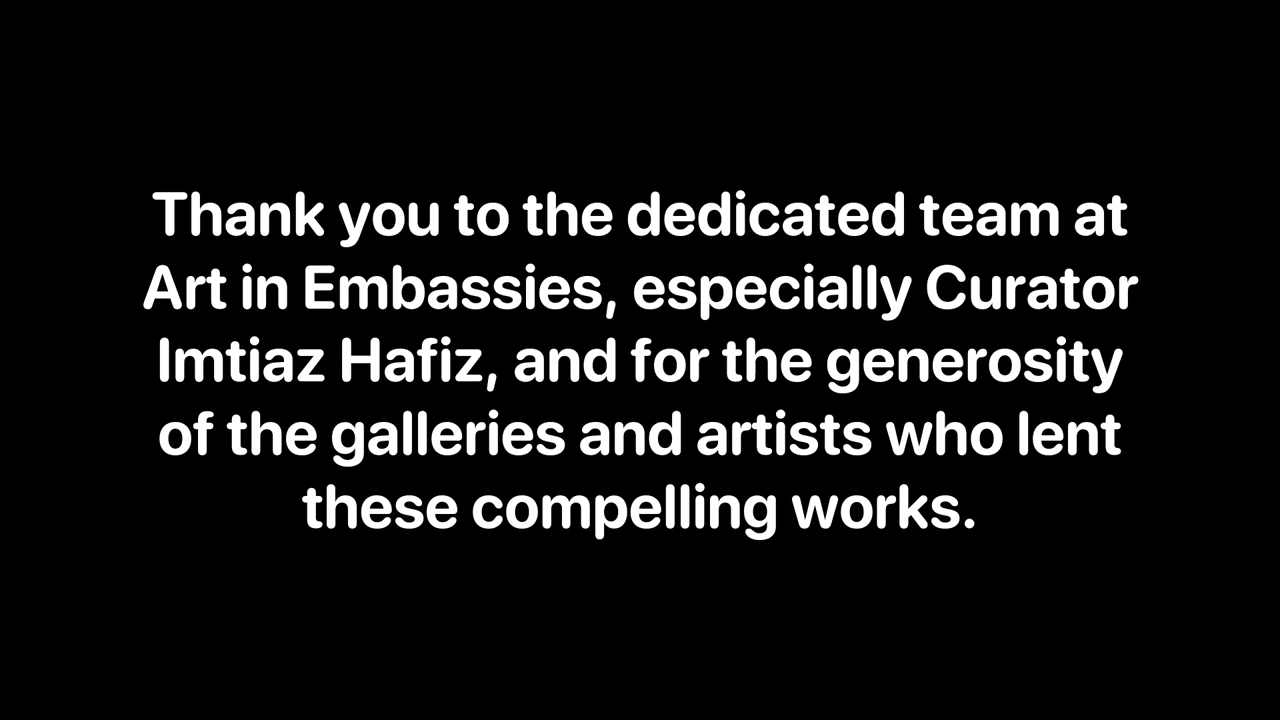 Thank you to the dedicated team at
Art in Embassies, especially Curator
Imtiaz Hafiz, and for the generosity
of the galleries and artists who lent
these compelling works.